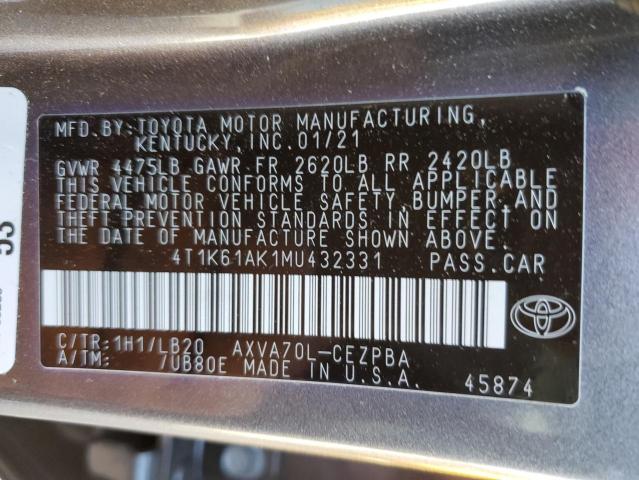 MFD.BY:TOYOTA MOTOR MANUFACTURING,
KENTUCKY, INC. 01/21
GVWR 4475LB GAWR FR 2620LB RR 2420LB
THIS VEHICLE CONFORMS TO ALL APPLICABLE
FEDERAL MOTOR VEHICLE SAFETY, BUMPER, AND
THEFT PREVENTION STANDARDS IN EFFECT ON
THE DATE OF MANUFACTURE SHOWN ABOVE.
4T1K61AK1MU432331 PASS.CAR
C/TR:1H1/LB20 AXVA70L-CEZPBA
A/TM: /UB80E MADE IN U.S.A. 45874
53